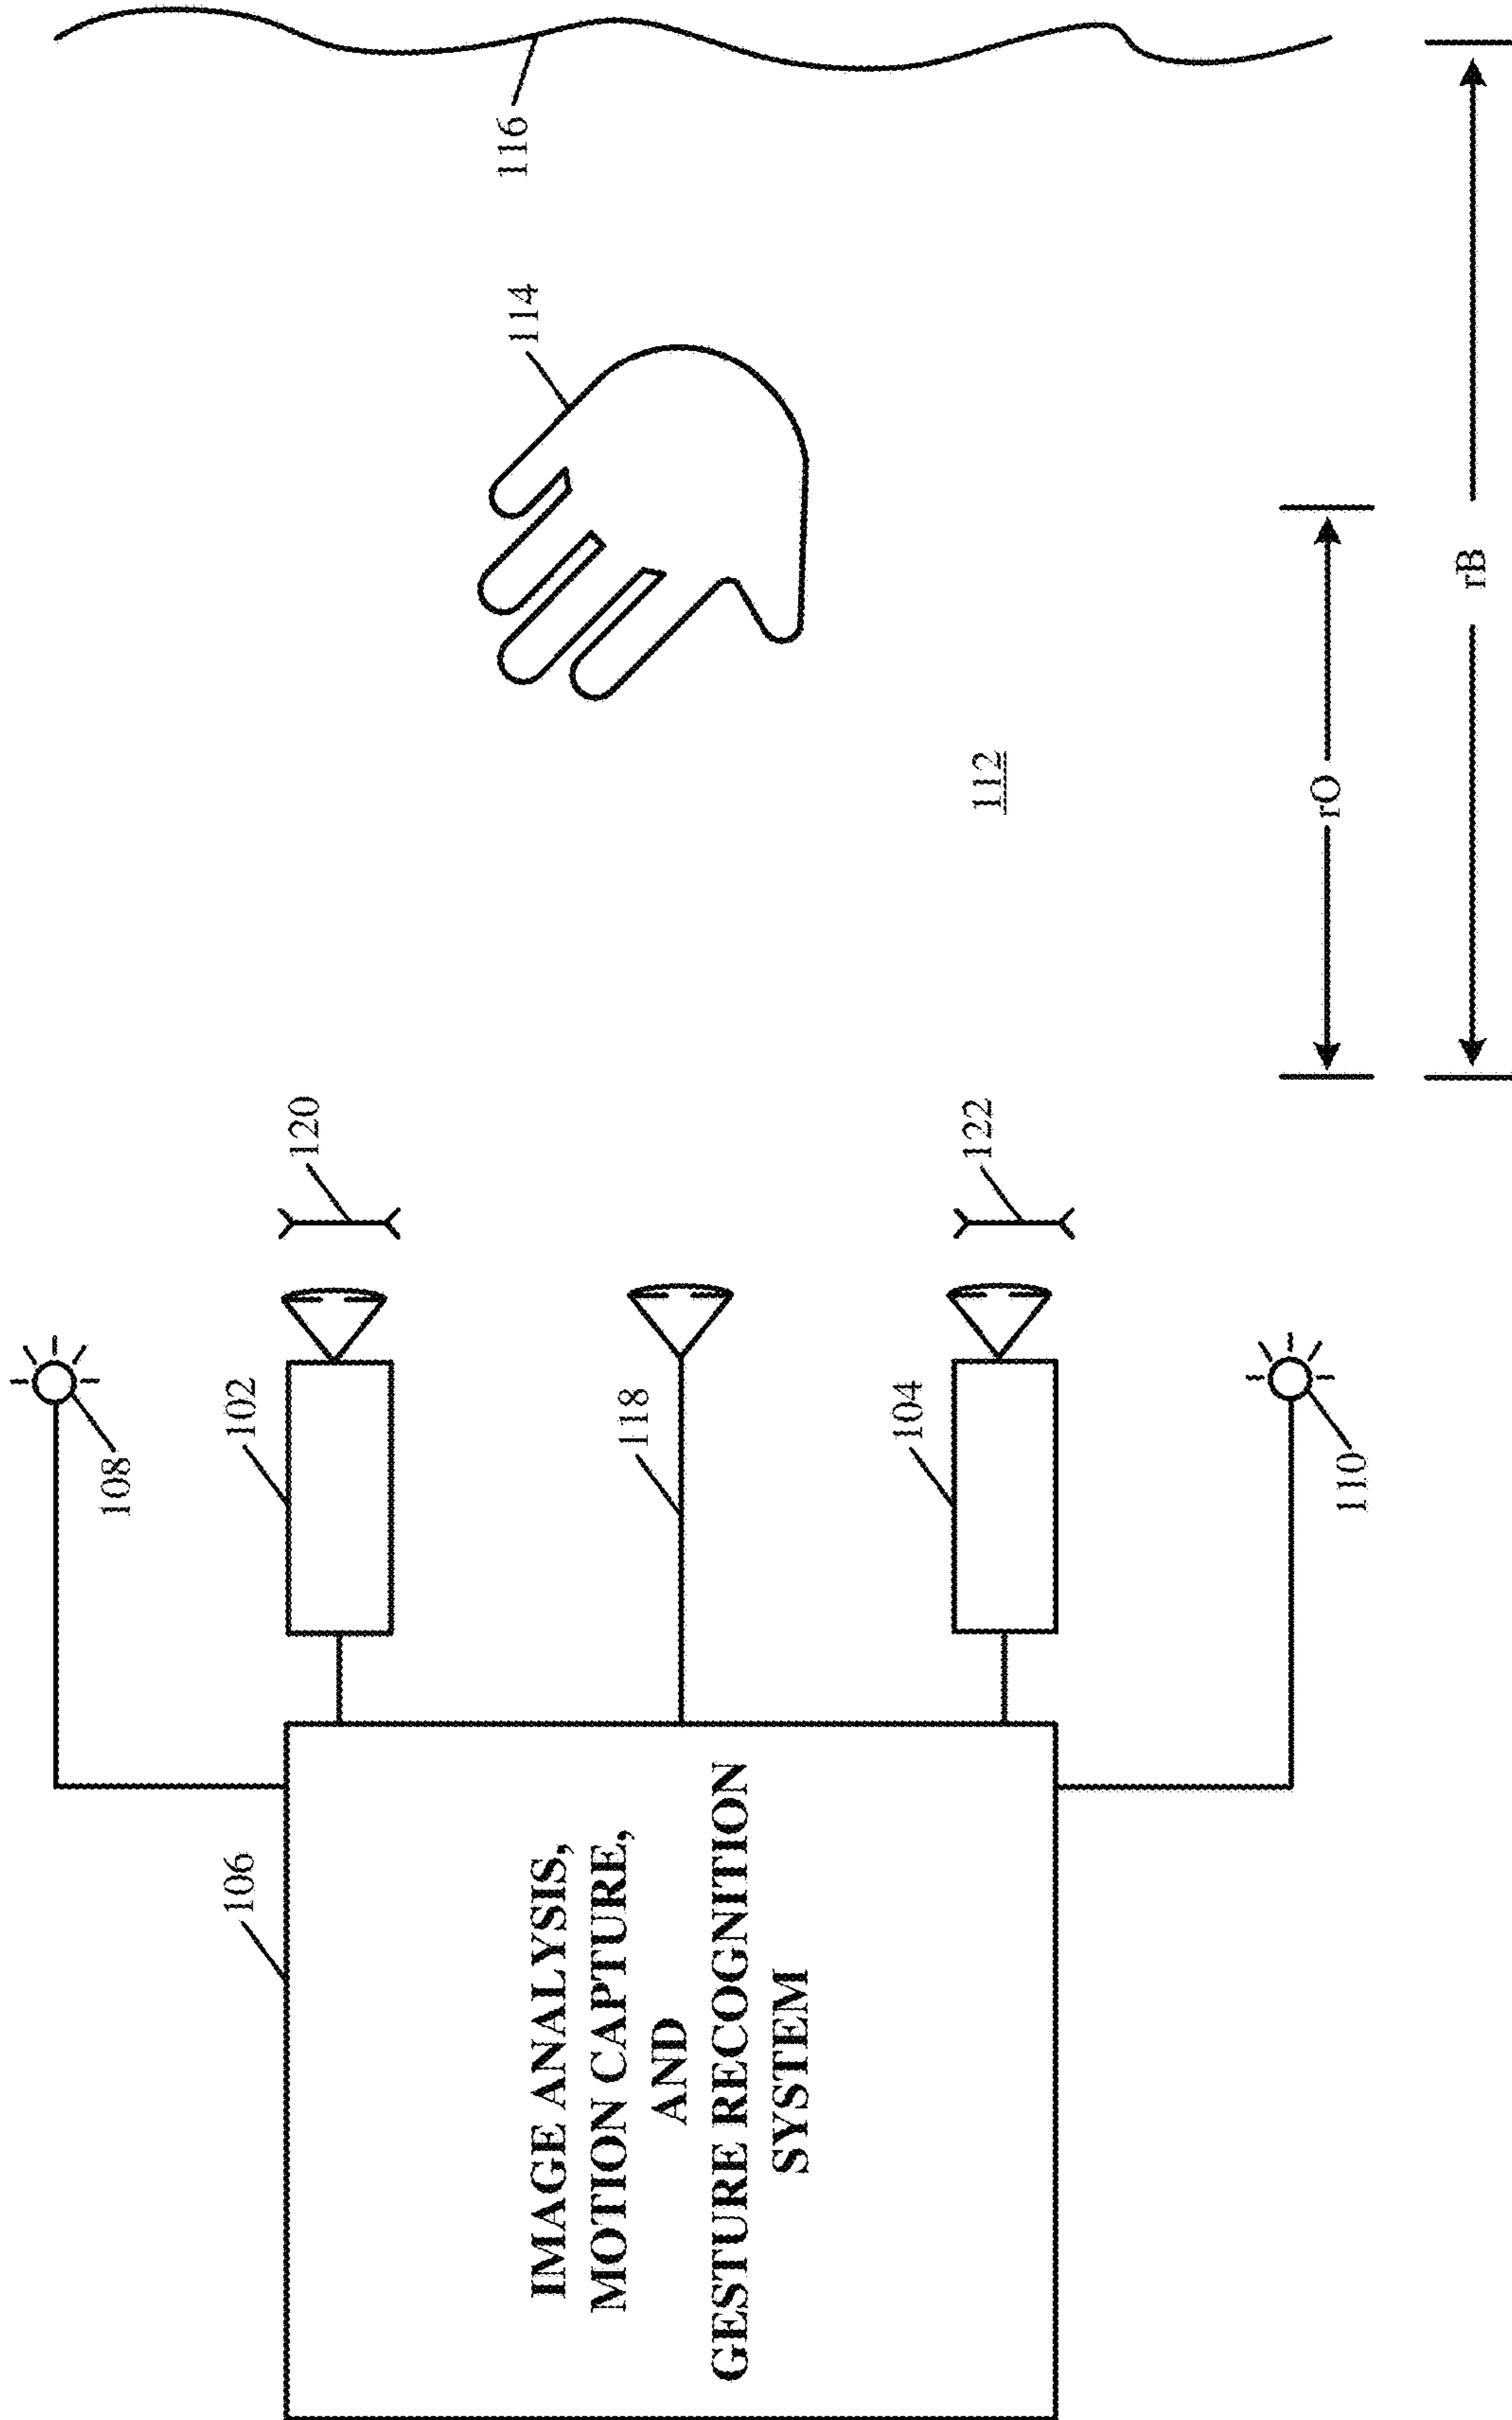 108
102
120
106
IMAGE ANALYSIS,
MOTION CAPTURE,
AND
GESTURE RECOGNITION
SYSTEM
118
114
116
104
122
112
110
rO
rB